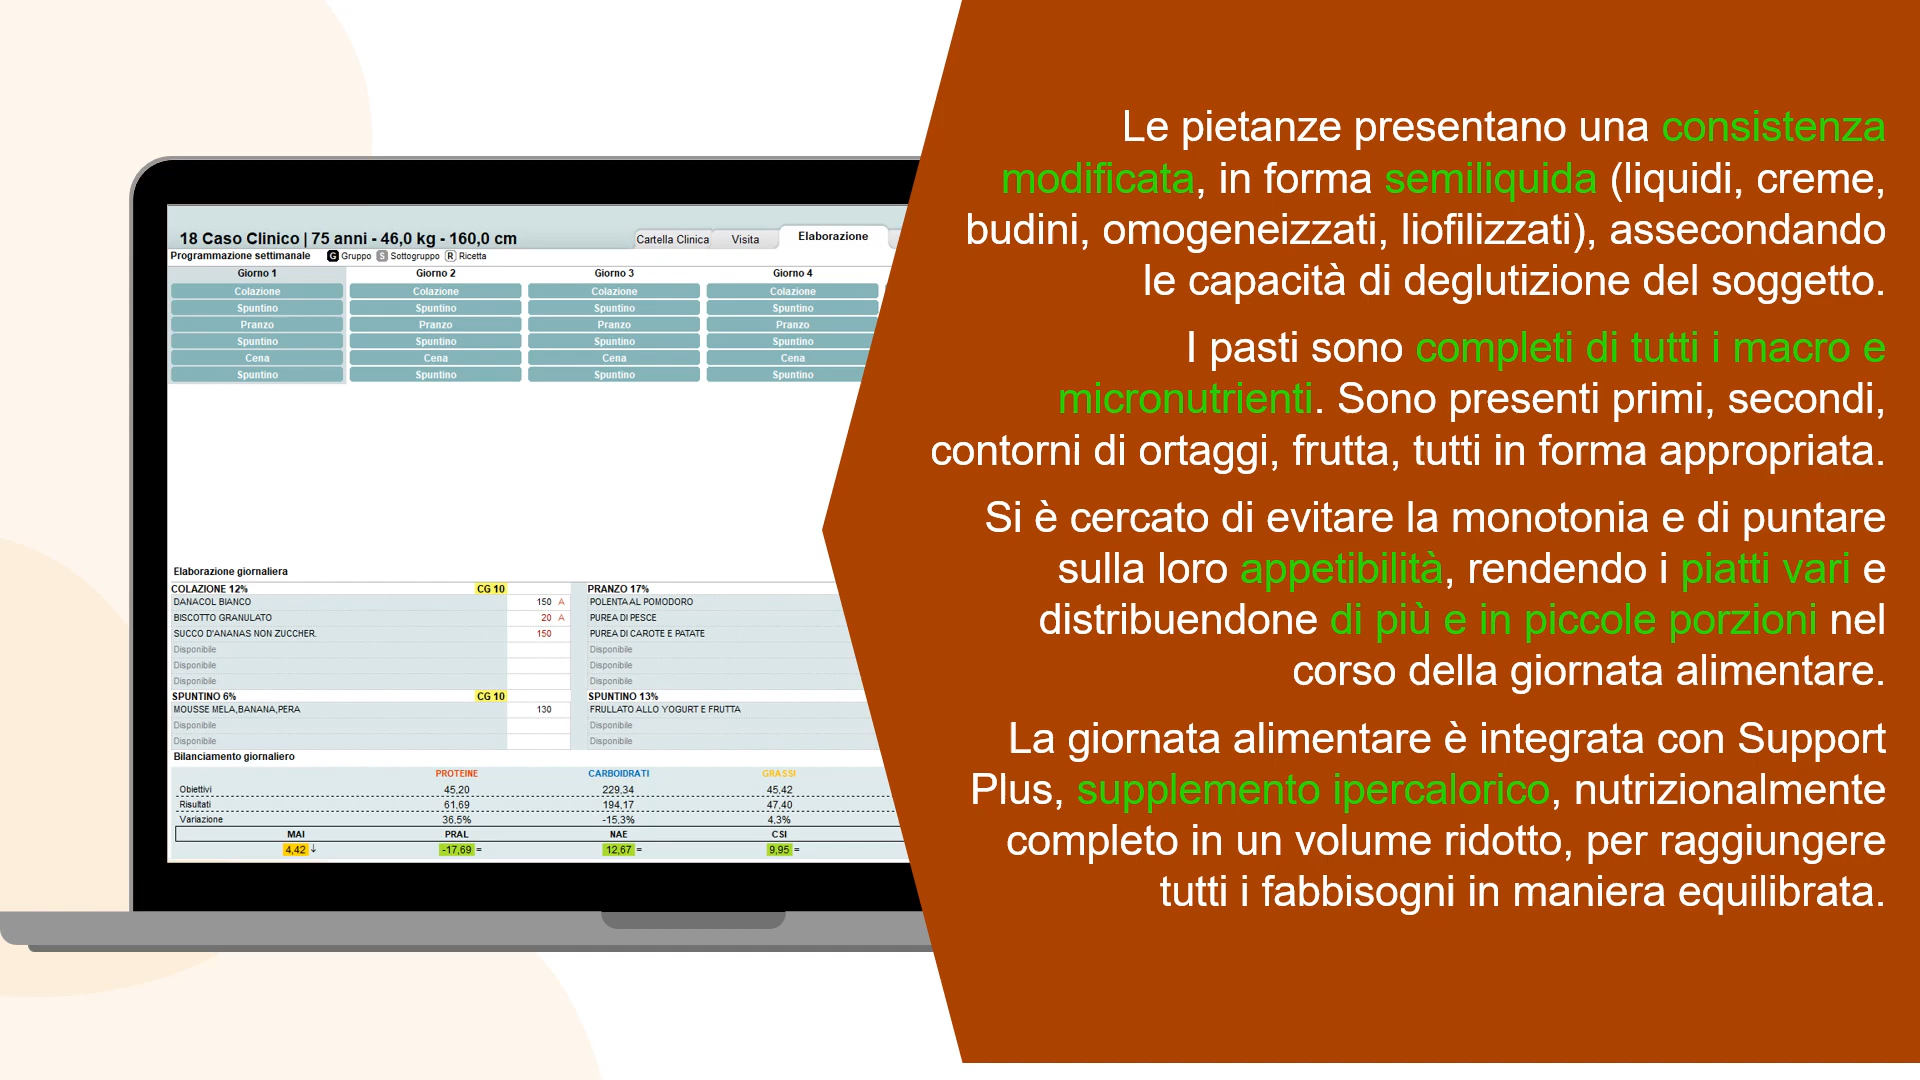 18 Caso Clinico | 75 anni - 46,0 kg - 160,0 cm
Cartella Clinica Visita Elaborazione
Programmazione settimanale G Gruppo S Sottogruppo R Ricetta
Giorno 1 Giorno 2 Giorno 3 Giorno 4
Colazione Colazione Colazione Colazione
Spuntino Spuntino Spuntino Spuntino
Pranzo Pranzo Pranzo Pranzo
Spuntino Spuntino Spuntino Spuntino
Cena Cena Cena Cena
Spuntino Spuntino Spuntino Spuntino
Elaborazione giornaliera
COLAZIONE 12% CG 10 PRANZO 17%
DANACOL BIANCO 150 A POLENTA AL POMODORO
BISCOTTO GRANULATO 20 A PUREA DI PESCE
SUCCO D'ANANAS NON ZUCCHER. 150 PUREA DI CAROTE E PATATE
Disponibile Disponibile
Disponibile Disponibile
Disponibile Disponibile
SPUNTINO 6% CG 10 SPUNTINO 13%
MOUSSE MELA,BANANA,PERA 130 FRULLATO ALLO YOGURT E FRUTTA
Disponibile Disponibile
Disponibile Disponibile
Bilanciamento giornaliero
PROTEINE CARBOIDRATI GRASSI
Obiettivi 45,20 229,34 45,42
Risultati 61,69 194,17 47,40
Variazione 36,5% -15,3% 4,3%
MAI PRAL NAE CSI
4,42 ↓ -17,69 = 12,67 = 9,95 =
Le pietanze presentano una consistenza
modificata, in forma semiliquida (liquidi, creme,
budini, omogeneizzati, liofilizzati), assecondando
le capacità di deglutizione del soggetto.
I pasti sono completi di tutti i macro e
micronutrienti. Sono presenti primi, secondi,
contorni di ortaggi, frutta, tutti in forma appropriata.
Si è cercato di evitare la monotonia e di puntare
sulla loro appetibilità, rendendo i piatti vari e
distribuendone di più e in piccole porzioni nel
corso della giornata alimentare.
La giornata alimentare è integrata con Support
Plus, supplemento ipercalorico, nutrizionalmente
completo in un volume ridotto, per raggiungere
tutti i fabbisogni in maniera equilibrata.